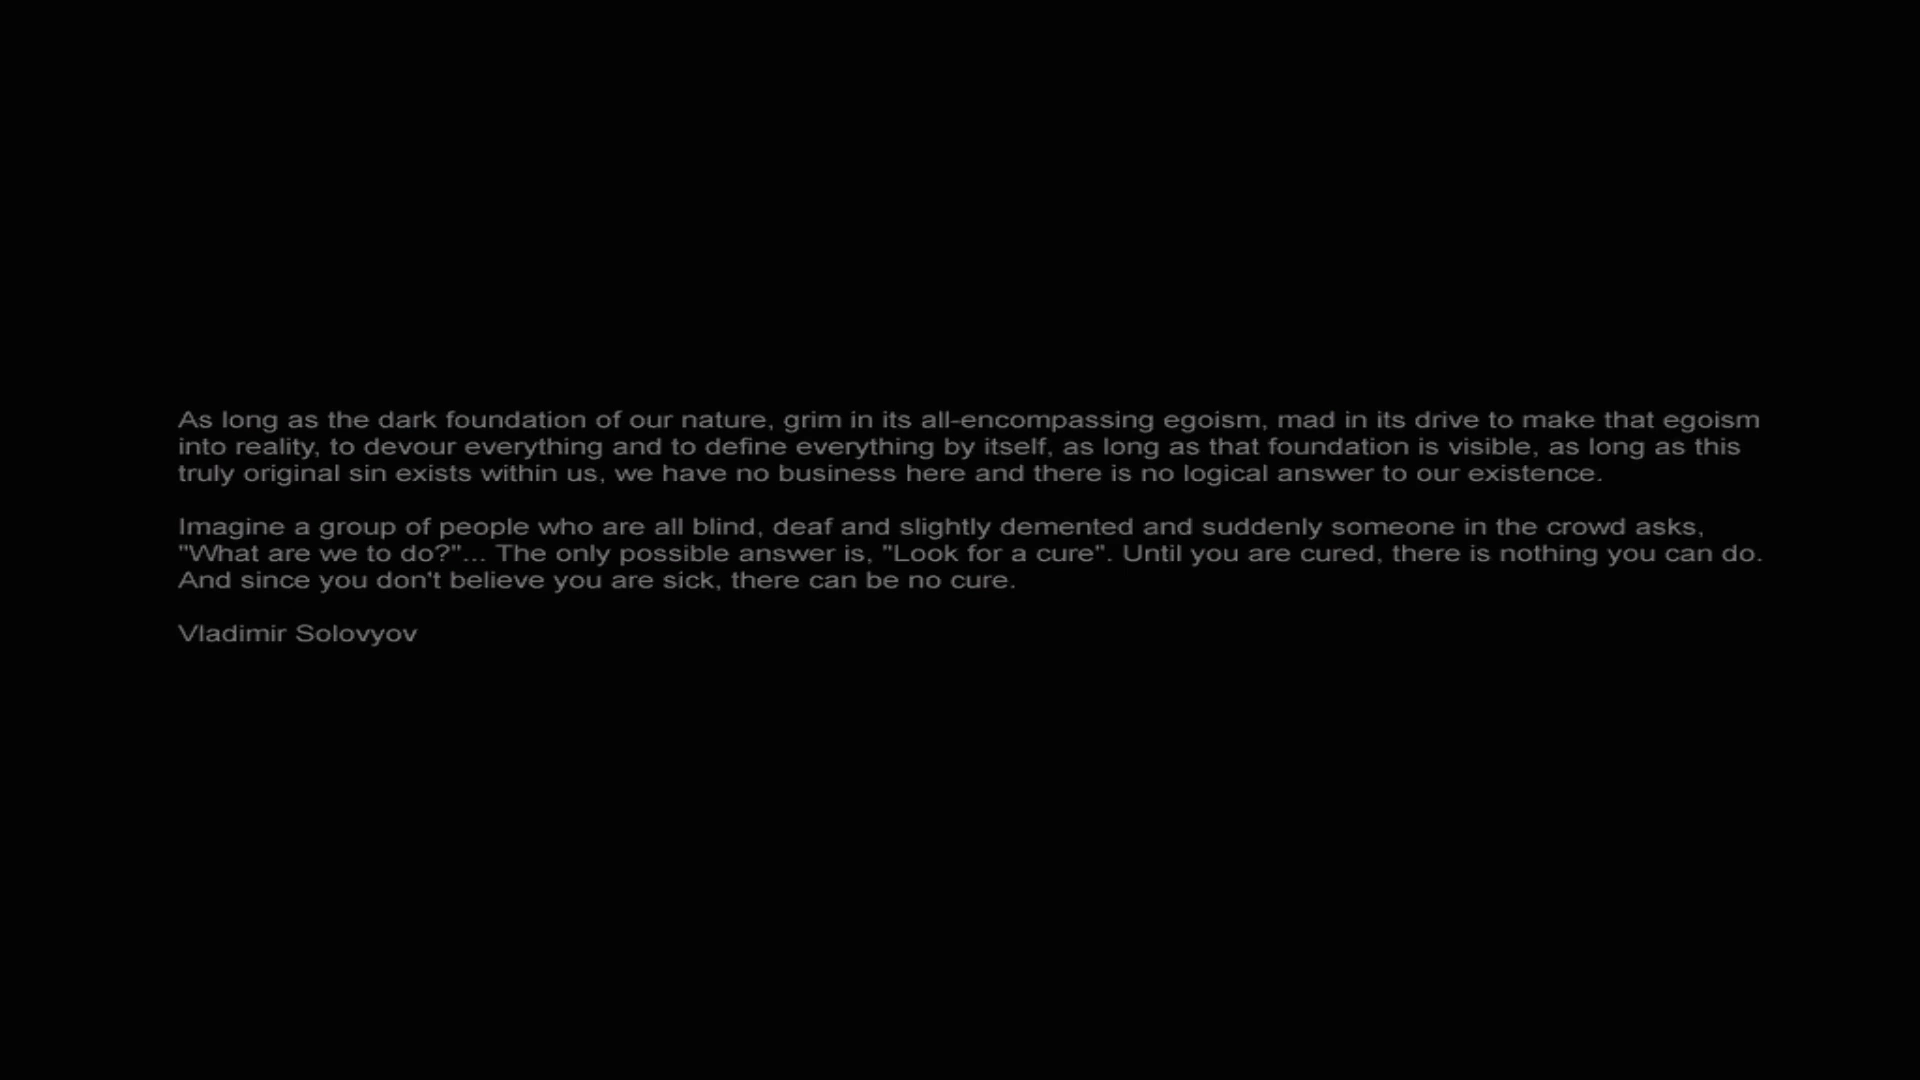 As long as the dark foundation of our nature, grim in its all-encompassing egoism, mad in its drive to make that egoism
into reality, to devour everything and to define everything by itself, as long as that foundation is visible, as long as this
truly original sin exists within us, we have no business here and there is no logical answer to our existence.
Imagine a group of people who are all blind, deaf and slightly demented and suddenly someone in the crowd asks,
"What are we to do?"... The only possible answer is, "Look for a cure". Until you are cured, there is nothing you can do.
And since you don't believe you are sick, there can be no cure.
Vladimir Solovyov